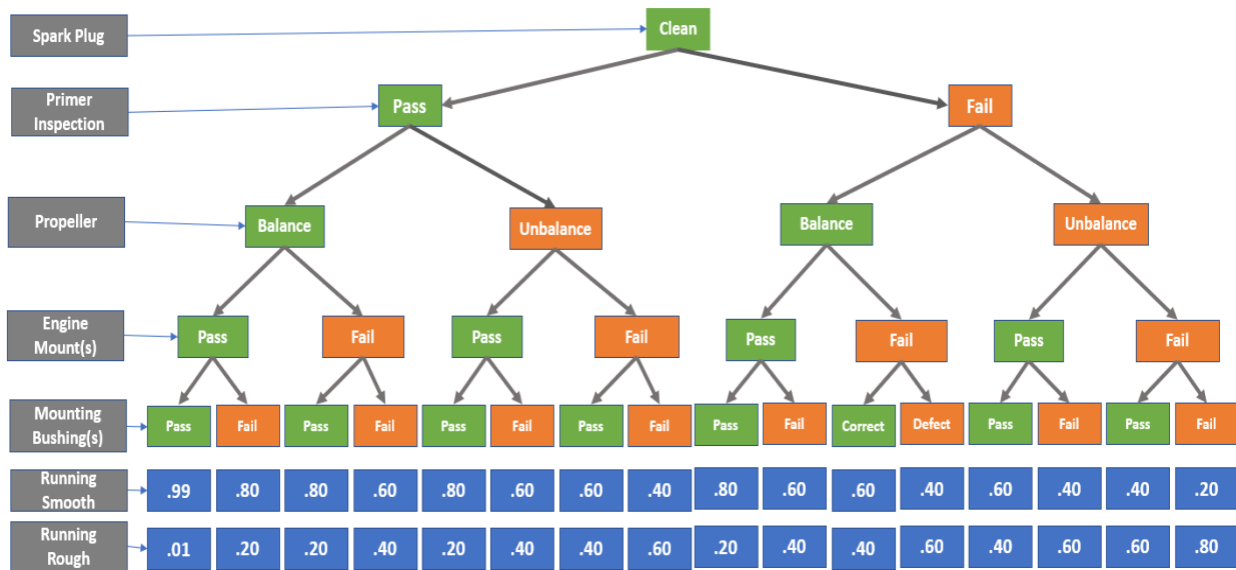 Spark Plug
Clean
Primer
Inspection
Pass
Fail
Propeller
Balance
Unbalance
Balance
Unbalance
Engine
Mount(s)
Pass
Fail
Pass
Fail
Pass
Fail
Pass
Fail
Mounting
Bushing(s)
Pass
Fail
Pass
Fail
Pass
Fail
Pass
Fail
Pass
Fail
Correct
Defect
Pass
Fail
Pass
Fail
Running
Smooth
.99
.80
.80
.60
.80
.60
.60
.40
.80
.60
.60
.40
.60
.40
.40
.20
Running
Rough
.01
.20
.20
.40
.20
.40
.40
.60
.20
.40
.40
.60
.40
.60
.60
.80